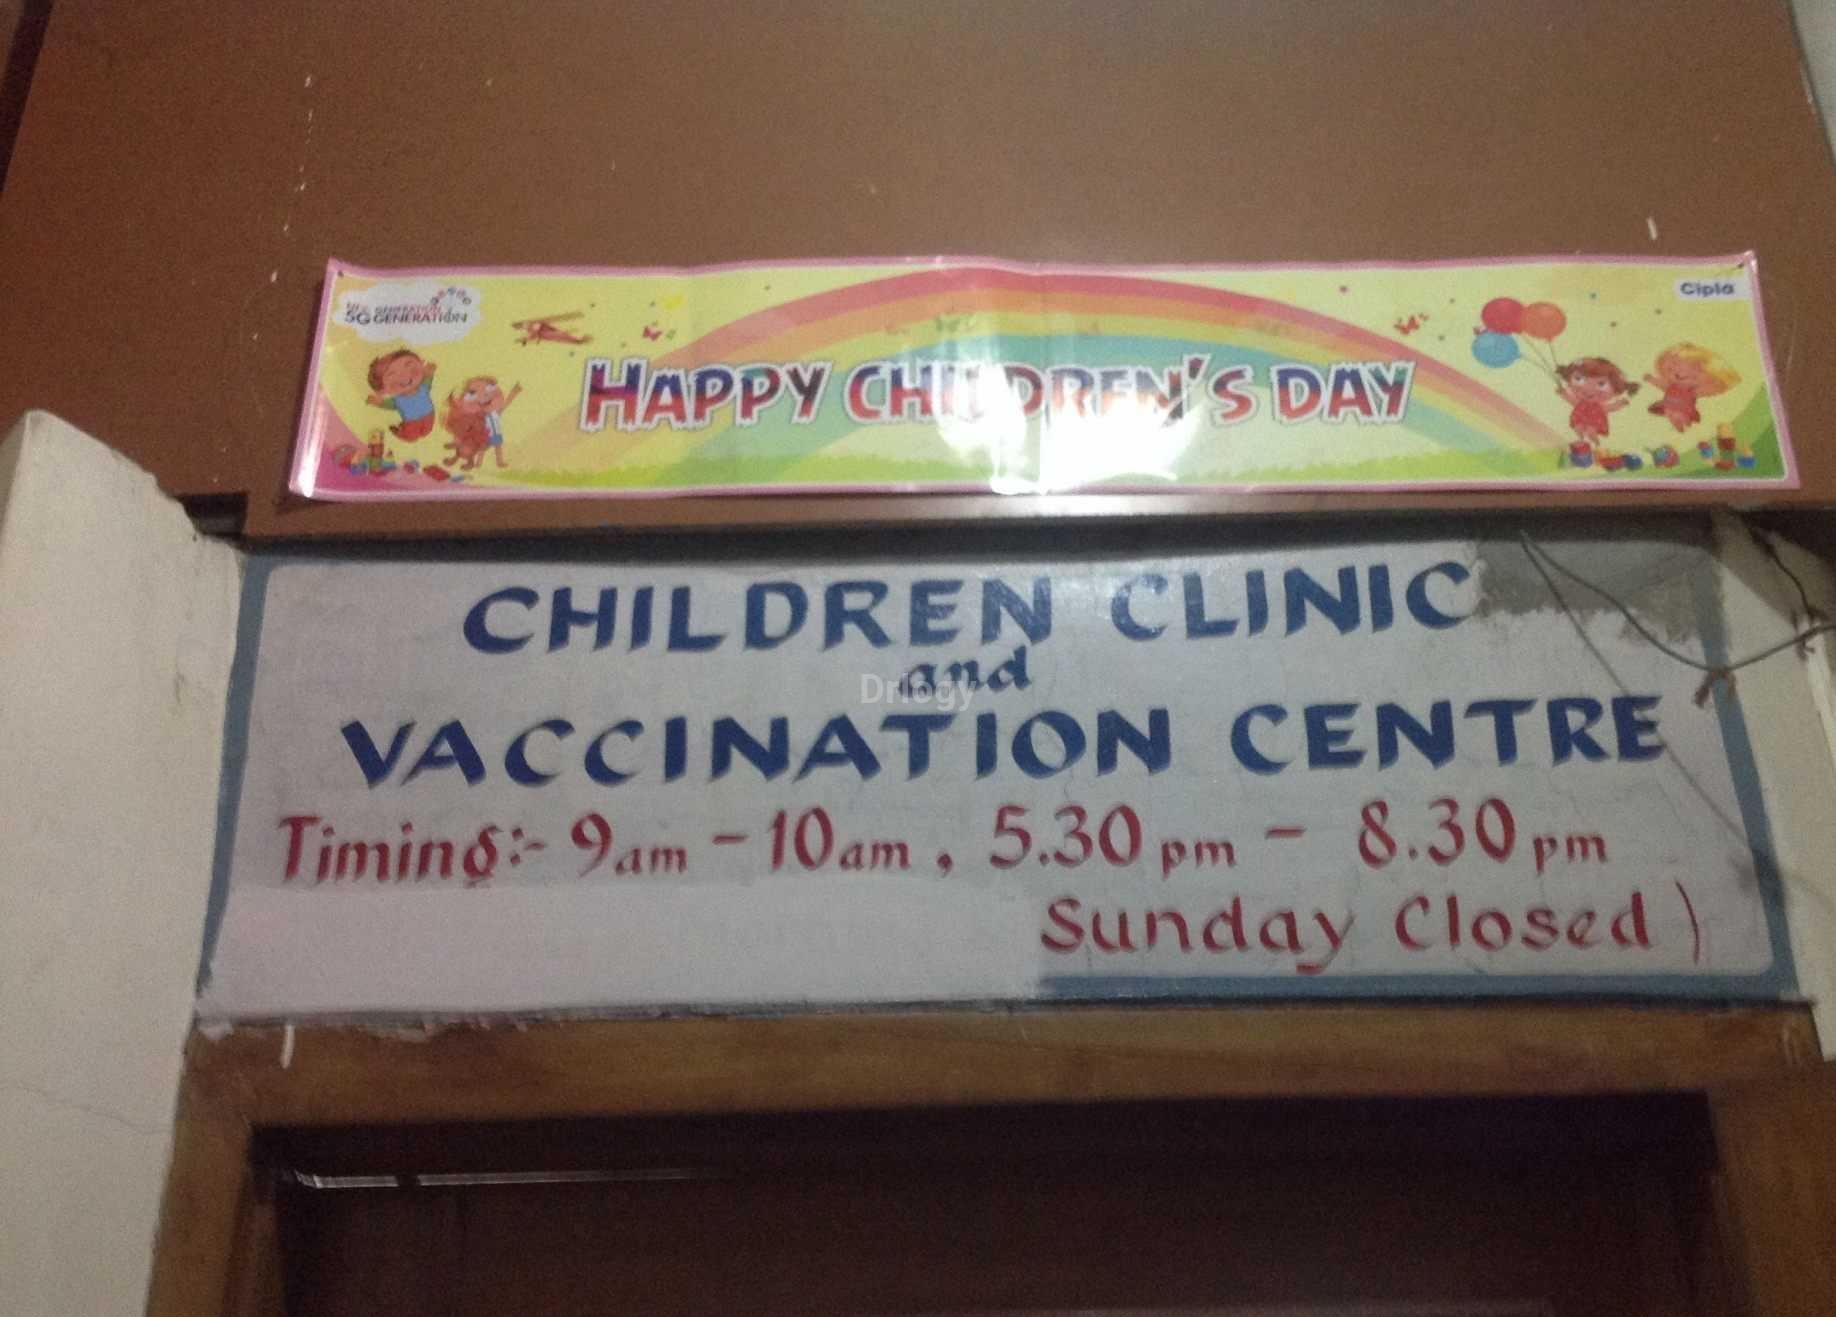 5G GENERATION
Cipla
HAPPY CHILDREN'S DAY
CHILDREN CLINIC
and
Drlogy
VACCINATION CENTRE
Timing:- 9am - 10am, 5.30 pm - 8.30 pm
Sunday Closed )